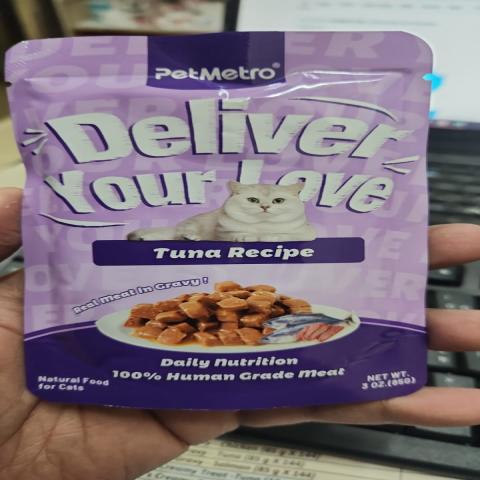 PetMetro®
Deliver
Your Love
Tuna Recipe
Real Meat In Gravy!
Daily Nutrition
100% Human Grade Meat
Natural Food
for Cats
NET WT.
3 OZ.(85G)